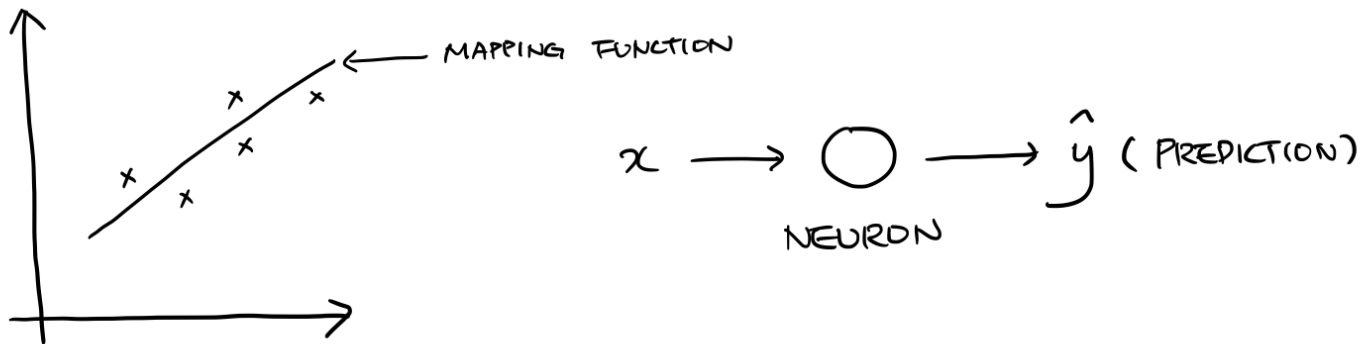 MAPPING FUNCTION
x → ○ → ŷ (PREDICTION)
NEURON